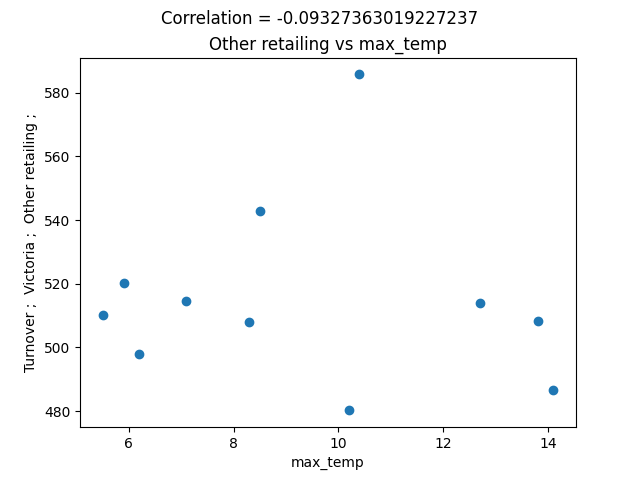 Correlation = -0.09327363019227237
Other retailing vs max_temp
580
560
540
520
500
480
Turnover ;  Victoria ;  Other retailing ;
6
8
10
12
14
max_temp